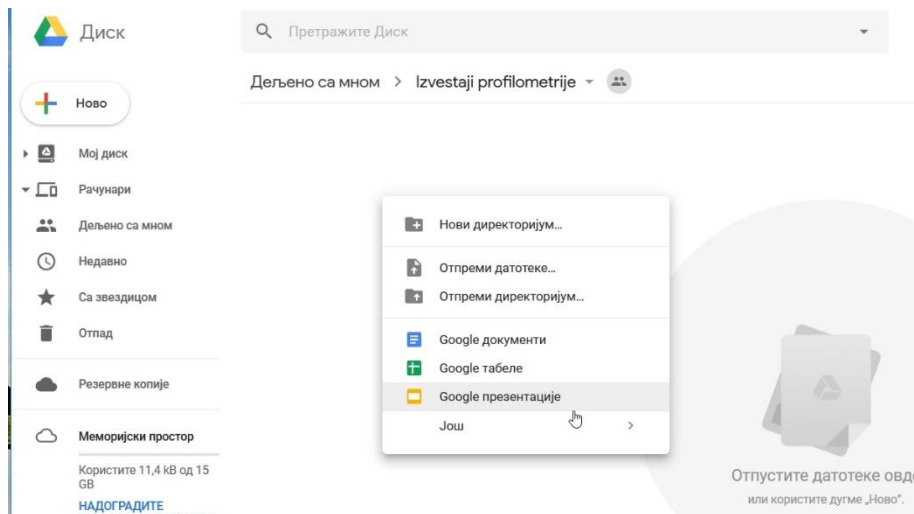 Диск
Претражите Диск
Дељено са мном > Izvestaji profilometrije
Ново
Мој диск
Рачунари
Дељено са мном
Недавно
Са звездицом
Отпад
Резервне копије
Меморијски простор
Користите 11,4 kB од 15
GB
НАДОГРАДИТЕ
Нови директоријум...
Отпреми датотеке...
Отпреми директоријум...
Google документи
Google табеле
Google презентације
Још
Отпустите датотеке овд
или користите дугме „Ново“.